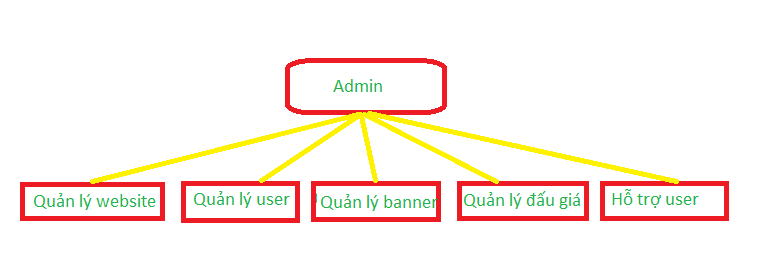 Admin
Quản lý website
Quản lý user
Quản lý banner
Quản lý đấu giá
Hỗ trợ user